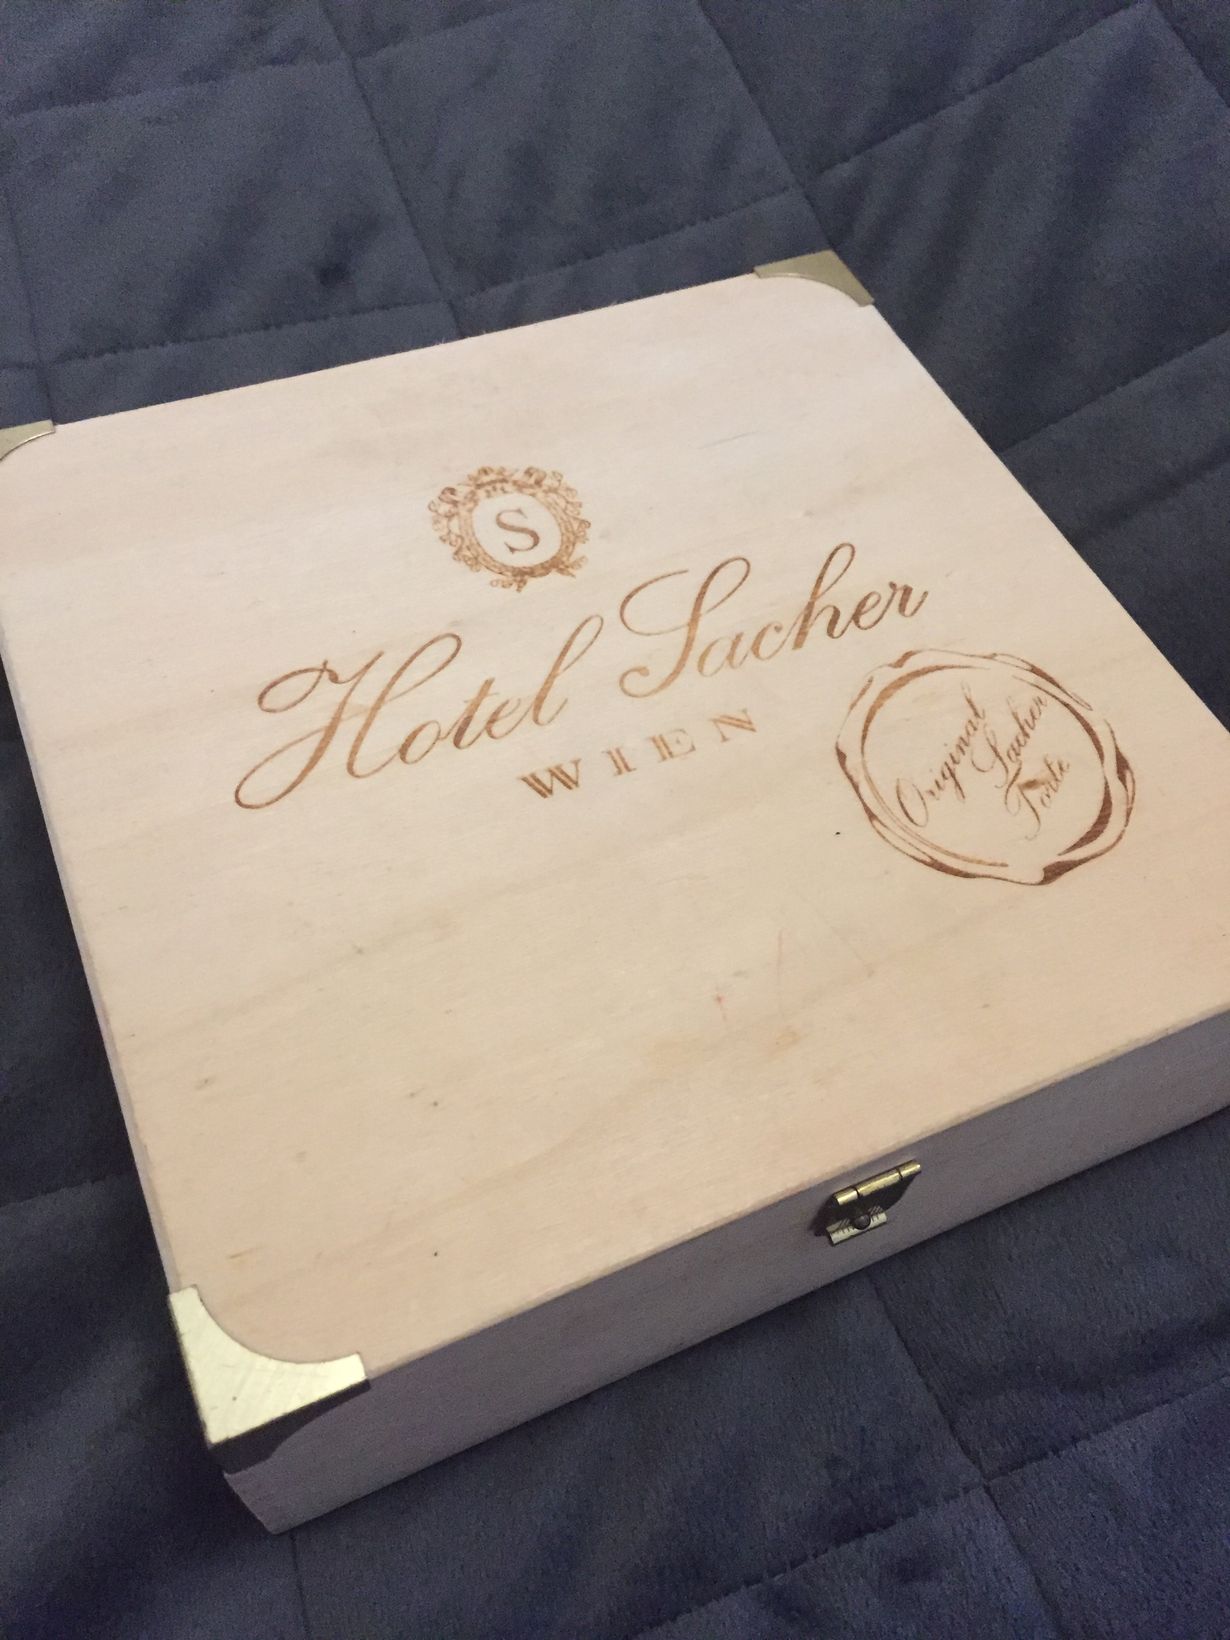 S
Hotel Sacher
WIEN
Original
Sacher
Torte